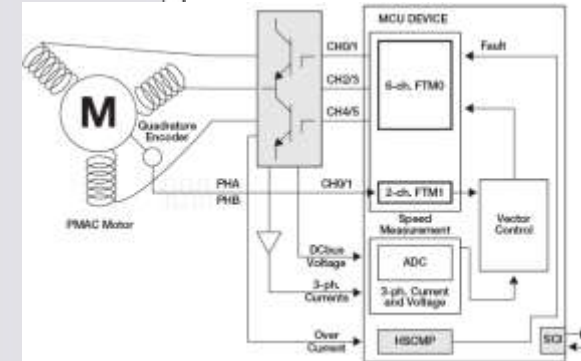 MCU DEVICE
CH0/1
Fault
6-ch. FTM0
CH2/3
CH4/5
M
Quadrature
Encoder
PHA
CH0/1
2-ch. FTM1
PHB
PMAC Motor
Speed
Measurement
Vector
Control
DCbus
Voltage
ADC
3-ph.
Currents
3-ph. Current
and Voltage
Over
Current
HSCMP
SCI